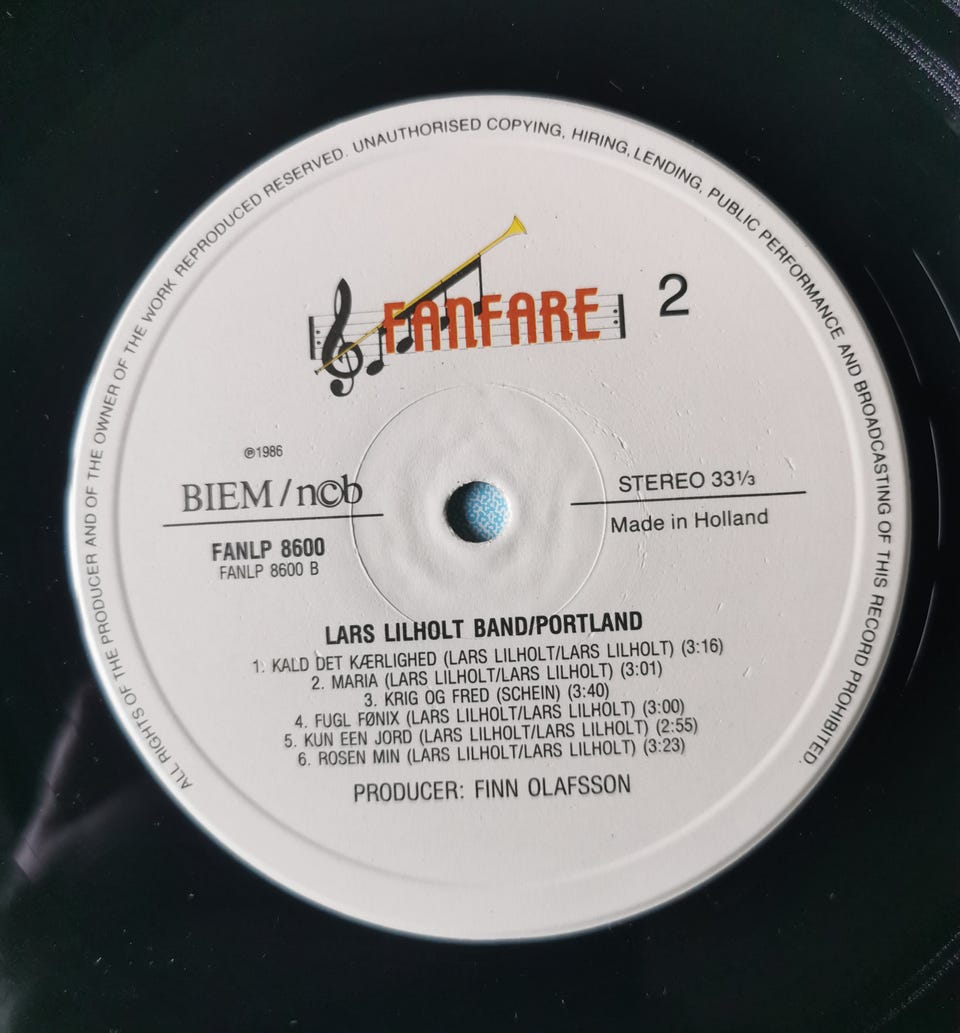 ALL RIGHTS OF THE PRODUCER AND OF THE OWNER OF THE WORK REPRODUCED RESERVED. UNAUTHORISED COPYING, HIRING, LENDING, PUBLIC PERFORMANCE AND BROADCASTING OF THIS RECORD PROHIBITED.
FANFARE
2
℗1986
BIEM/n©b
STEREO 33⅓
Made in Holland
FANLP 8600
FANLP 8600 B
LARS LILHOLT BAND/PORTLAND
1. KALD DET KÆRLIGHED (LARS LILHOLT/LARS LILHOLT) (3:16)
2. MARIA (LARS LILHOLT/LARS LILHOLT) (3:01)
3. KRIG OG FRED (SCHEIN) (3:40)
4. FUGL FØNIX (LARS LILHOLT/LARS LILHOLT) (3:00)
5. KUN EEN JORD (LARS LILHOLT/LARS LILHOLT) (2:55)
6. ROSEN MIN (LARS LILHOLT/LARS LILHOLT) (3:23)
PRODUCER: FINN OLAFSSON